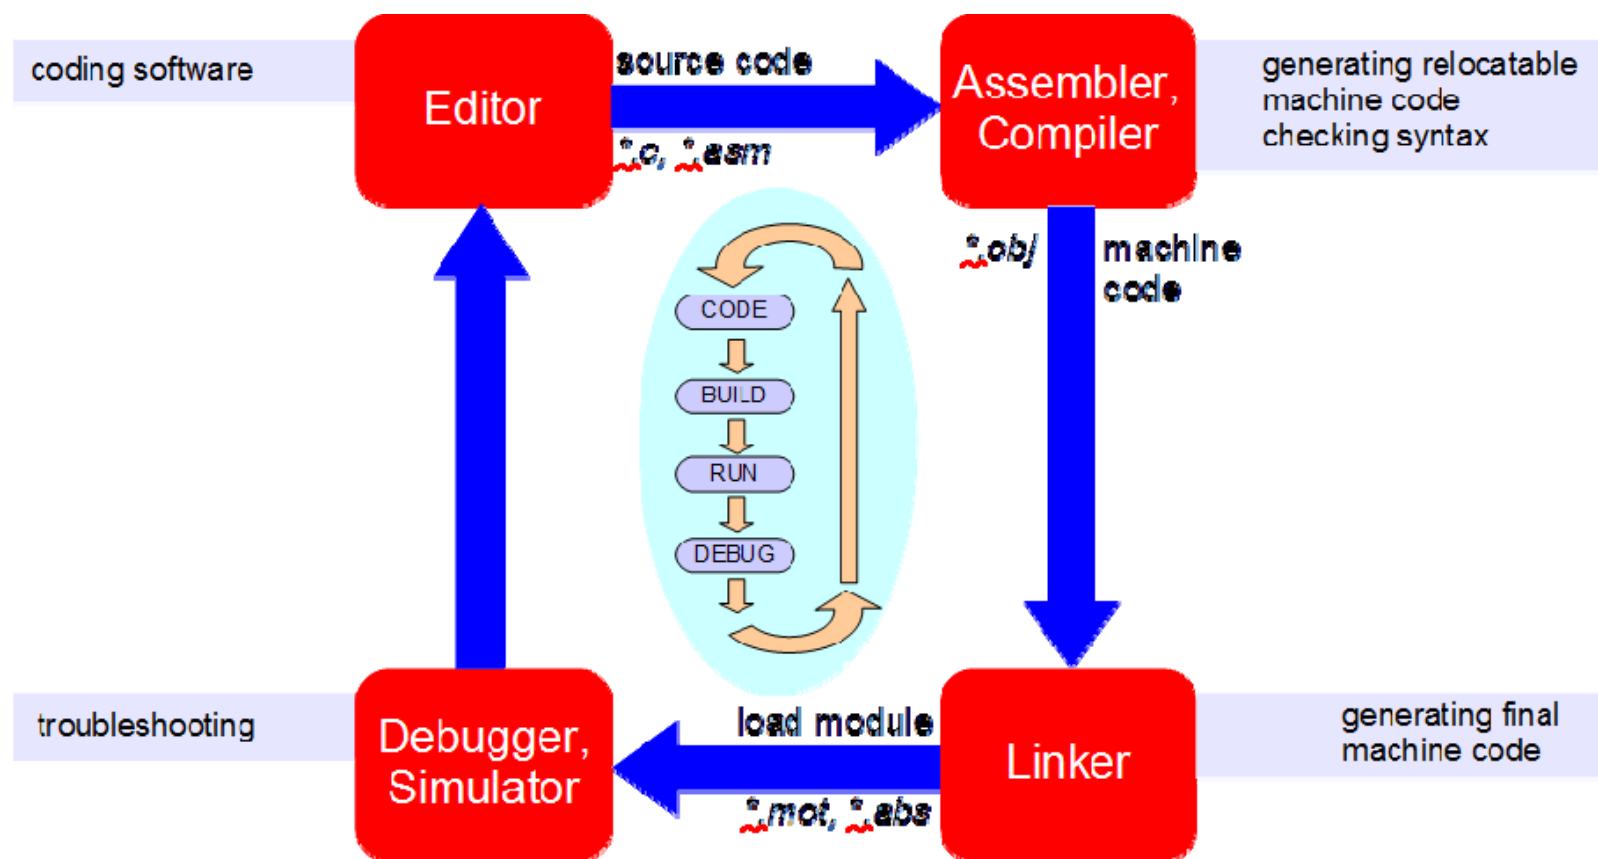 coding software
Editor
source code
*.c, *.asm
Assembler,
Compiler
generating relocatable
machine code
checking syntax
*.obj
machine
code
CODE
BUILD
RUN
DEBUG
troubleshooting
Debugger,
Simulator
load module
*.mot, *.abs
Linker
generating final
machine code